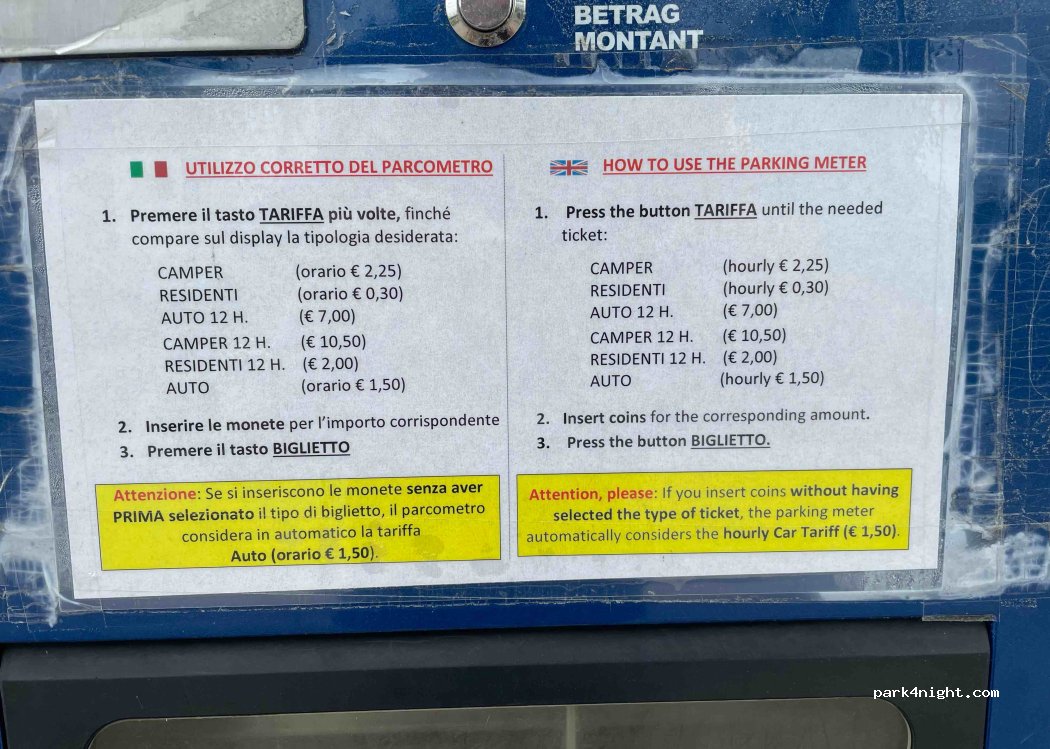 BETRAG
MONTANT
UTILIZZO CORRETTO DEL PARCOMETRO
1. Premere il tasto TARIFFA più volte, finché
compare sul display la tipologia desiderata:
CAMPER (orario € 2,25)
RESIDENTI (orario € 0,30)
AUTO 12 H. (€ 7,00)
CAMPER 12 H. (€ 10,50)
RESIDENTI 12 H. (€ 2,00)
AUTO (orario € 1,50)
2. Inserire le monete per l'importo corrispondente
3. Premere il tasto BIGLIETTO
Attenzione: Se si inseriscono le monete senza aver
PRIMA selezionato il tipo di biglietto, il parcometro
considera in automatico la tariffa
Auto (orario € 1,50).
HOW TO USE THE PARKING METER
1. Press the button TARIFFA until the needed
ticket:
CAMPER (hourly € 2,25)
RESIDENTI (hourly € 0,30)
AUTO 12 H. (€ 7,00)
CAMPER 12 H. (€ 10,50)
RESIDENTI 12 H. (€ 2,00)
AUTO (hourly € 1,50)
2. Insert coins for the corresponding amount.
3. Press the button BIGLIETTO.
Attention, please: If you insert coins without having
selected the type of ticket, the parking meter
automatically considers the hourly Car Tariff (€ 1,50).
park4night.com